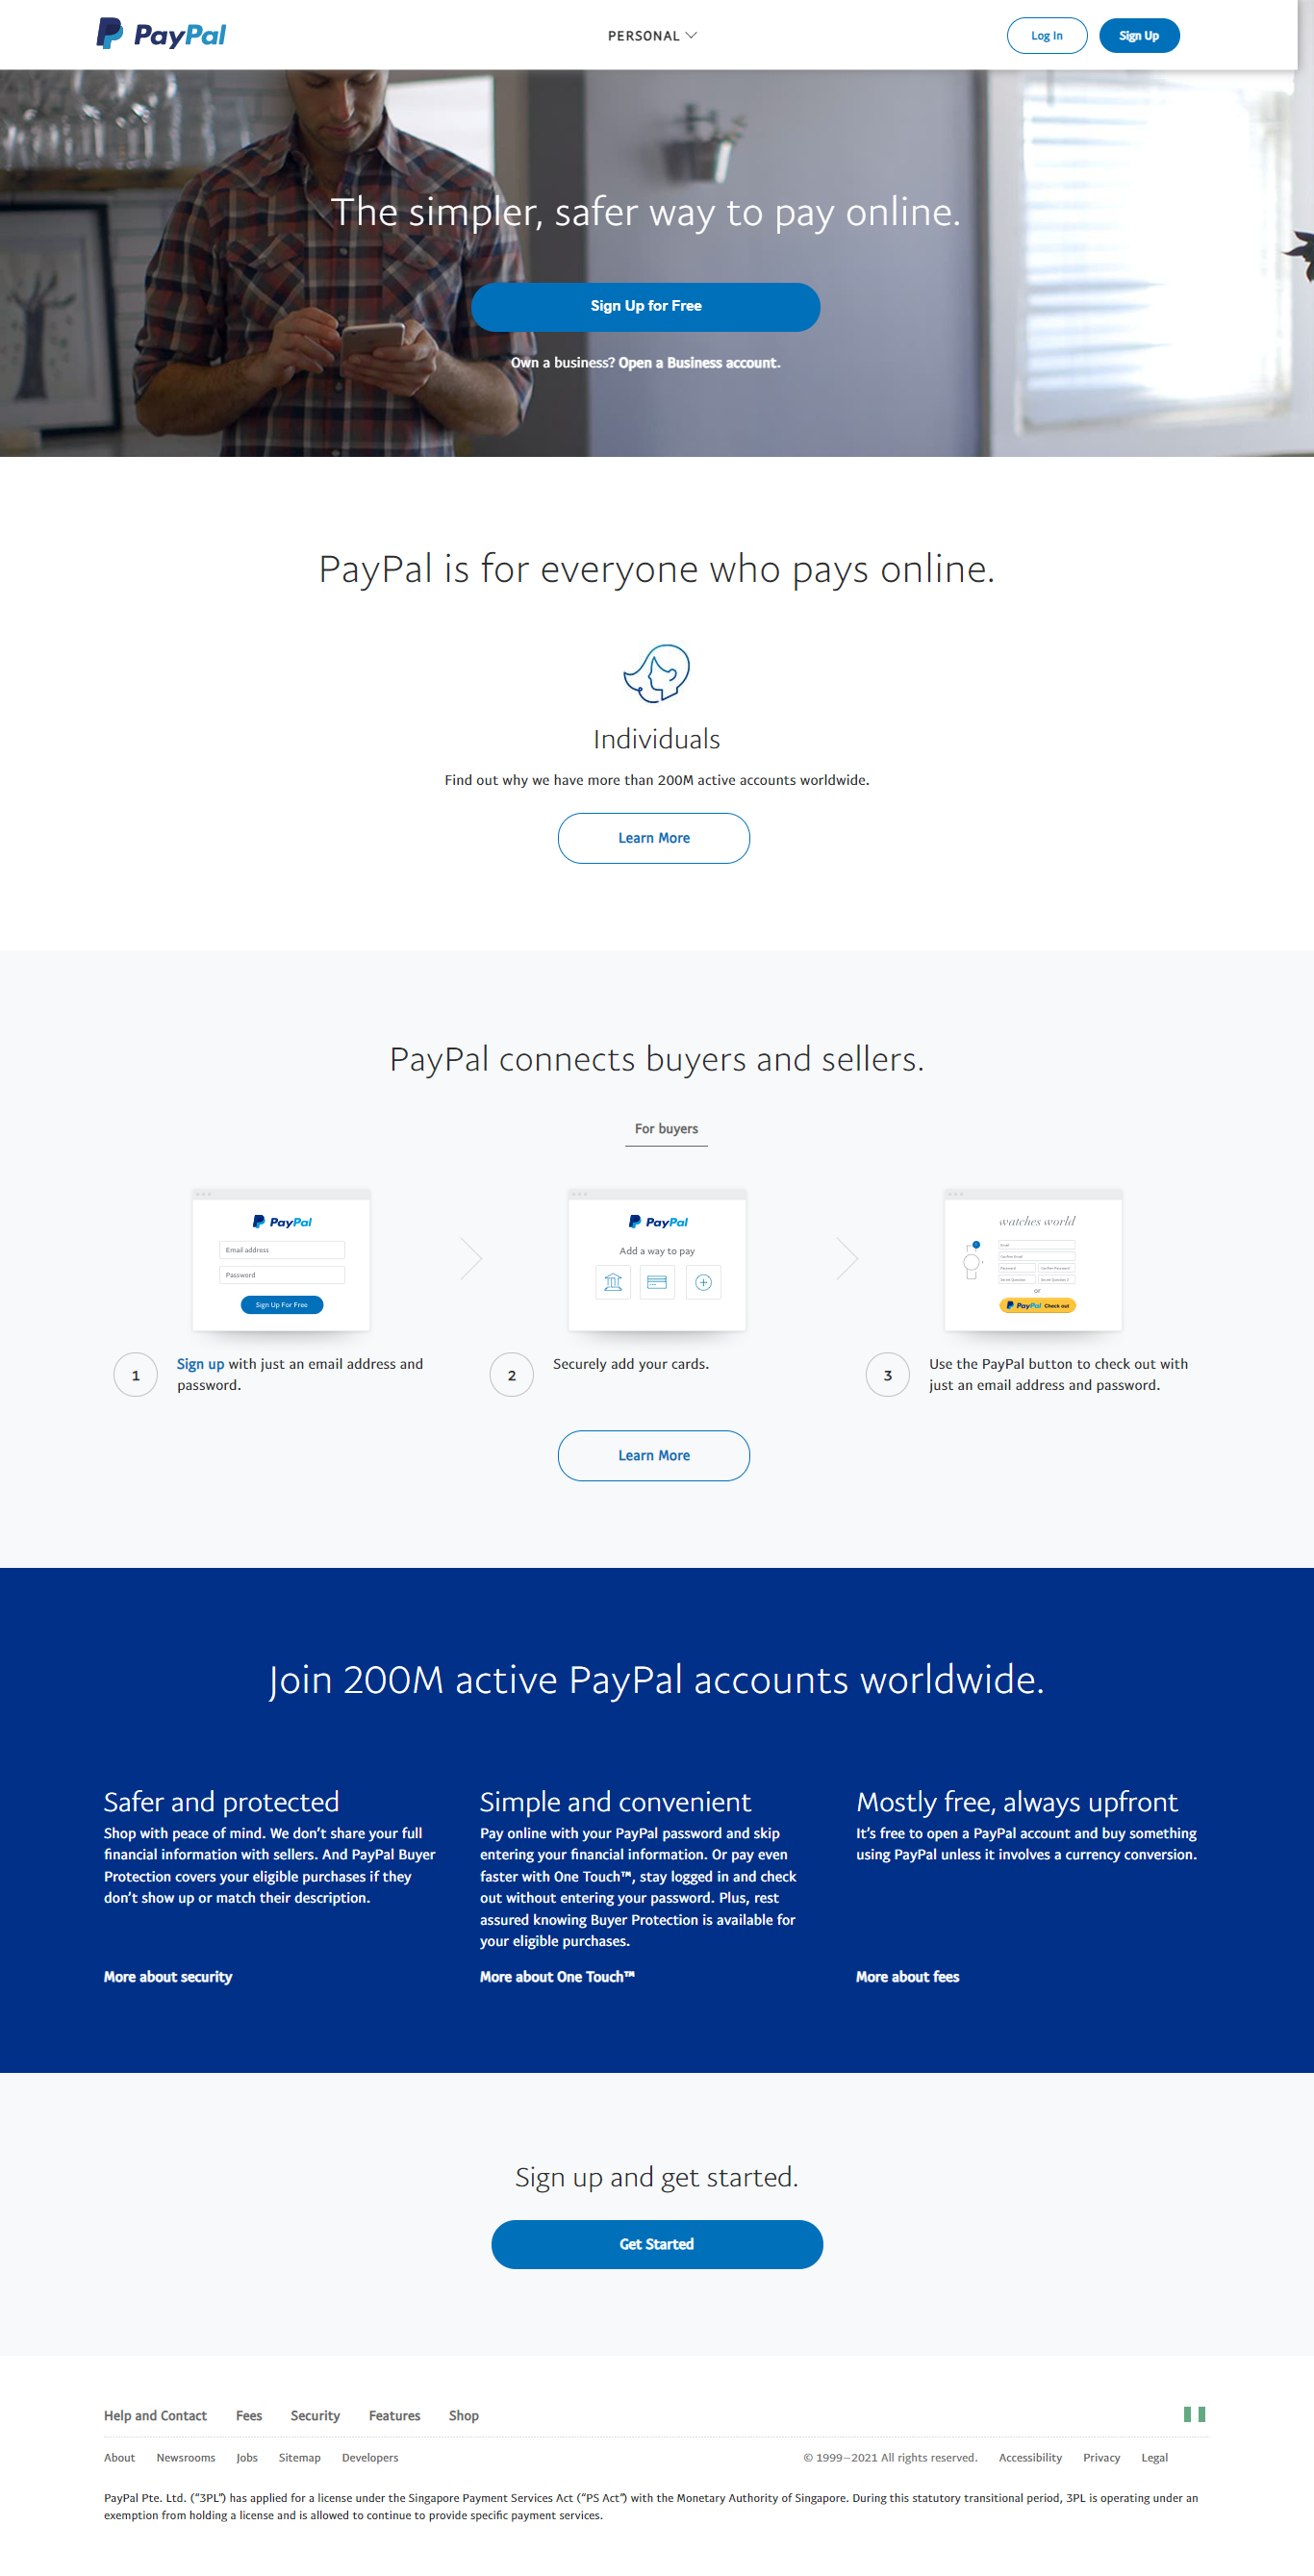 PayPal
PERSONAL
Log In
Sign Up
The simpler, safer way to pay online.
Sign Up for Free
Own a business? Open a Business account.
PayPal is for everyone who pays online.
Individuals
Find out why we have more than 200M active accounts worldwide.
Learn More
PayPal connects buyers and sellers.
For buyers
PayPal
Email address
Password
Sign Up For Free
PayPal
Add a way to pay
watches world
Email
Confirm Email
Password
Confirm Password
Secret Question
Secret Question 2
or
PayPal Check out
1
Sign up with just an email address and
password.
2
Securely add your cards.
3
Use the PayPal button to check out with
just an email address and password.
Learn More
Join 200M active PayPal accounts worldwide.
Safer and protected
Shop with peace of mind. We don’t share your full
financial information with sellers. And PayPal Buyer
Protection covers your eligible purchases if they
don’t show up or match their description.
More about security
Simple and convenient
Pay online with your PayPal password and skip
entering your financial information. Or pay even
faster with One Touch™, stay logged in and check
out without entering your password. Plus, rest
assured knowing Buyer Protection is available for
your eligible purchases.
More about One Touch™
Mostly free, always upfront
It’s free to open a PayPal account and buy something
using PayPal unless it involves a currency conversion.
More about fees
Sign up and get started.
Get Started
Help and Contact Fees Security Features Shop
About Newsrooms Jobs Sitemap Developers
© 1999–2021 All rights reserved. Accessibility Privacy Legal
PayPal Pte. Ltd. (“3PL”) has applied for a license under the Singapore Payment Services Act (“PS Act”) with the Monetary Authority of Singapore. During this statutory transitional period, 3PL is operating under an
exemption from holding a license and is allowed to continue to provide specific payment services.